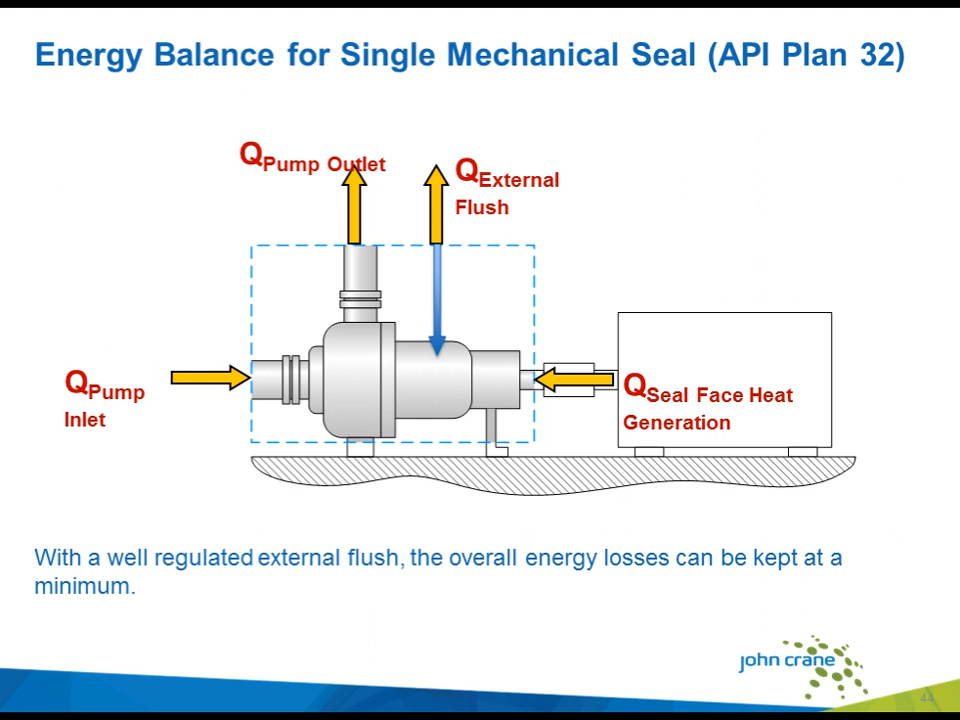 Energy Balance for Single Mechanical Seal (API Plan 32)
QPump Outlet
QExternal
Flush
QPump
Inlet
QSeal Face Heat
Generation
With a well regulated external flush, the overall energy losses can be kept at a
minimum.
john crane
44